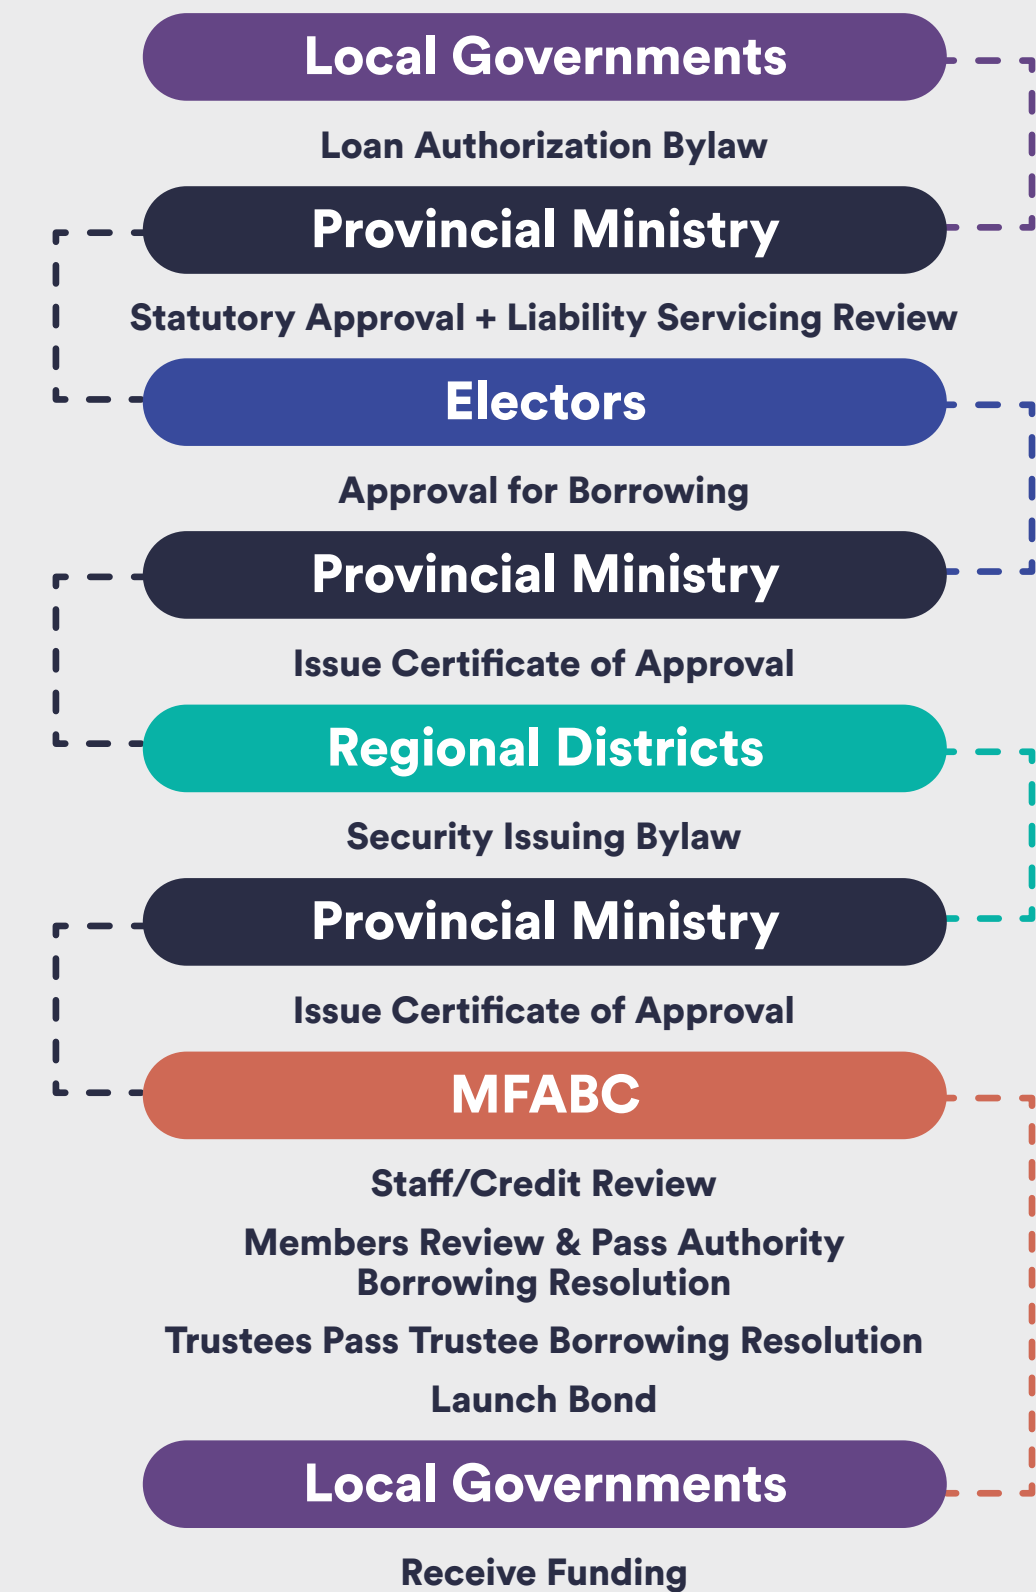 Local Governments
Loan Authorization Bylaw
Provincial Ministry
Statutory Approval + Liability Servicing Review
Electors
Approval for Borrowing
Provincial Ministry
Issue Certificate of Approval
Regional Districts
Security Issuing Bylaw
Provincial Ministry
Issue Certificate of Approval
MFABC
Staff/Credit Review
Members Review & Pass Authority
Borrowing Resolution
Trustees Pass Trustee Borrowing Resolution
Launch Bond
Local Governments
Receive Funding